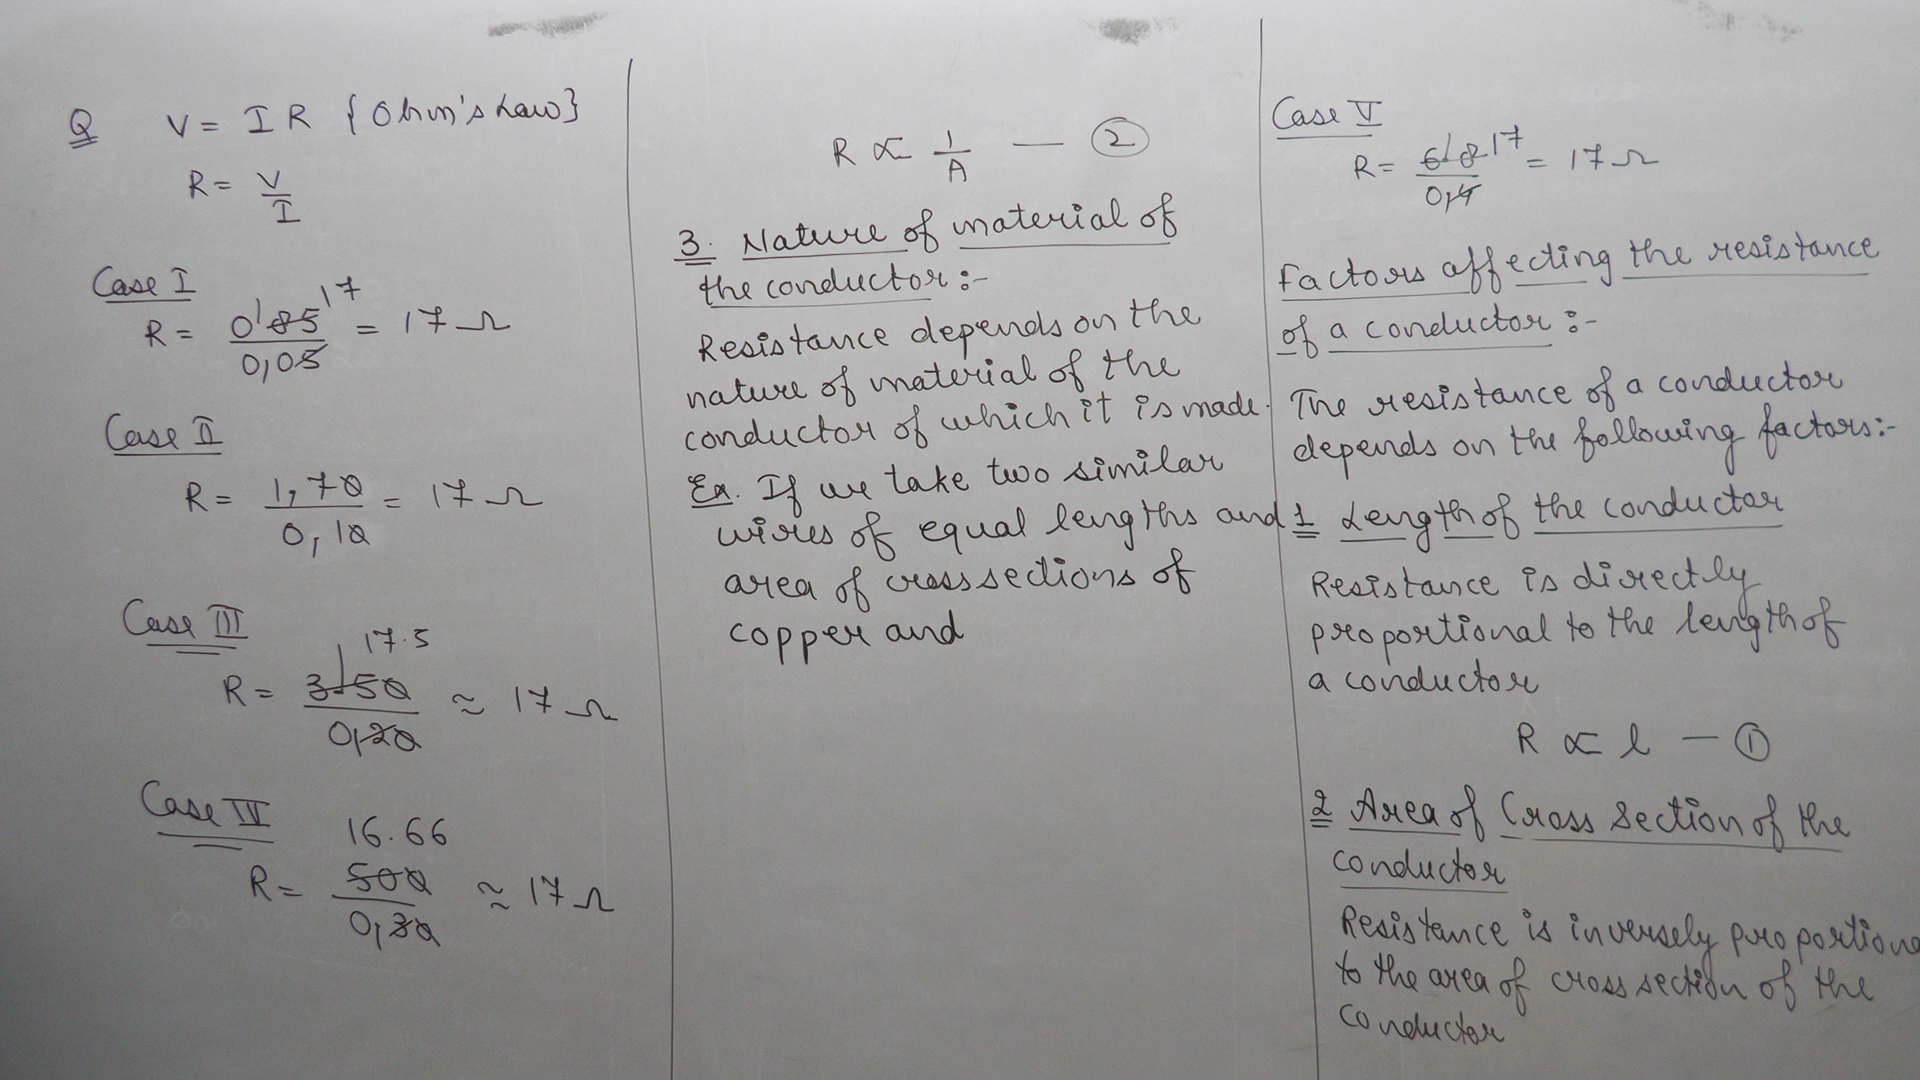 Q V = I R {Ohm's Law}
R = V/I
Case I
17
R = 0.85/0.05 = 17 Ω
Case II
R = 1.70/0.10 = 17 Ω
Case III
17.5
R = 3.50/0.20 ≈ 17 Ω
Case IV
16.66
R = 500/0.30 ≈ 17 Ω
R ∝ 1/A — ②
3. Nature of material of
the conductor :-
Resistance depends on the
nature of material of the
conductor of which it is made.
Ex. If we take two similar
wires of equal lengths and
area of cross sections of
copper and
Case V
17
R = 6.8/0.4 = 17 Ω
Factors affecting the resistance
of a conductor :-
The resistance of a conductor
depends on the following factors:-
1 Length of the conductor
Resistance is directly
proportional to the length of
a conductor
R ∝ l — ①
2 Area of Cross Section of the
conductor
Resistance is inversely proportiona
to the area of cross section of the
conductor